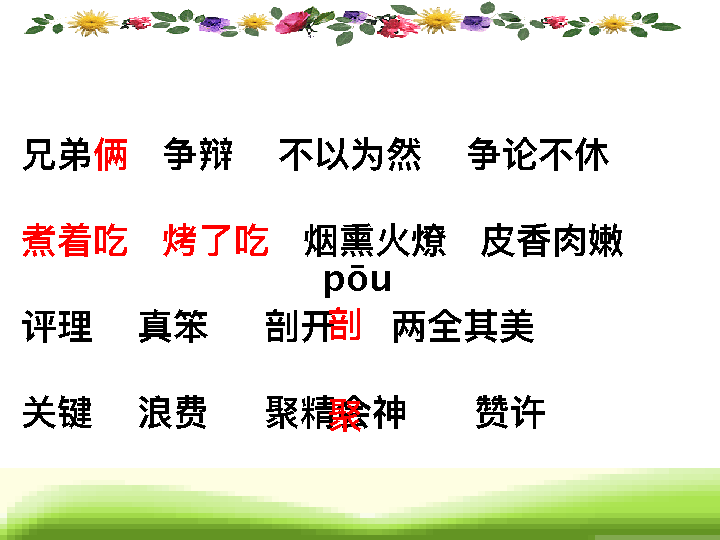 兄弟俩 争辩 不以为然 争论不休
煮着吃 烤了吃 烟熏火燎 皮香肉嫩
pōu
评理 真笨 剖开剖 两全其美
关键 浪费 聚精会神聚 赞许